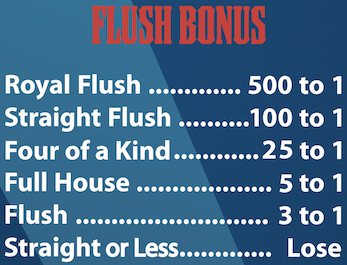 FLUSH BONUS
Royal Flush ............. 500 to 1
Straight Flush ..........100 to 1
Four of a Kind............25 to 1
Full House ................... 5 to 1
Flush ........................... 3 to 1
Straight or Less............. Lose